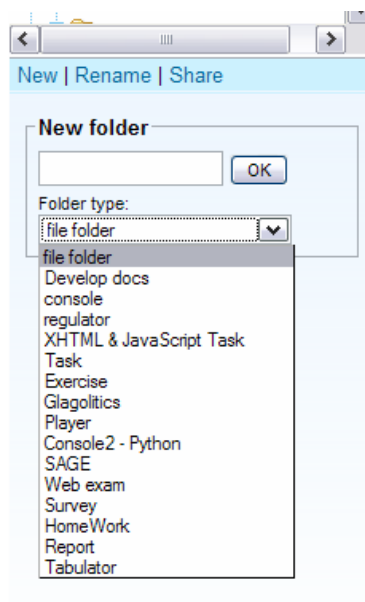 New | Rename | Share
New folder
OK
Folder type:
file folder
file folder
Develop docs
console
regulator
XHTML & JavaScript Task
Task
Exercise
Glagolitics
Player
Console2 - Python
SAGE
Web exam
Survey
HomeWork
Report
Tabulator